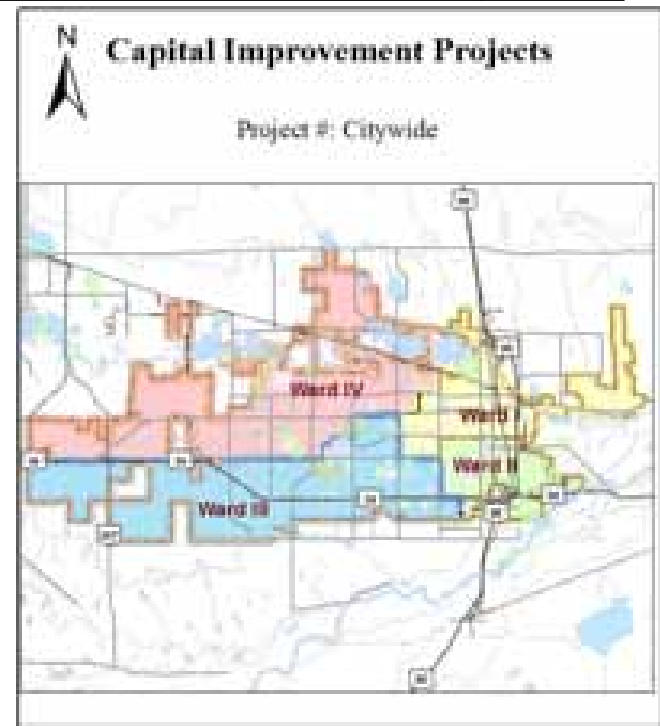 N
Capital Improvement Projects
Project #: Citywide
Ward IV
Ward I
Ward II
Ward III